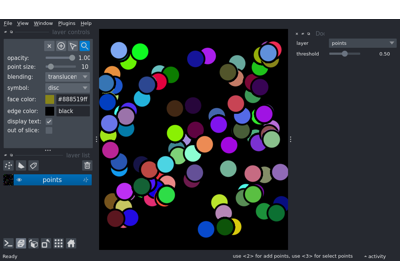 File View Window Plugins Help
layer controls
opacity: 1.00
point size: 10
blending: translucen
symbol: disc
face color: #888519ff
edge color: black
display text:
out of slice:
layer list
points
layer points
threshold 0.50
Ready
use <2> for add points, use <3> for select points
activity